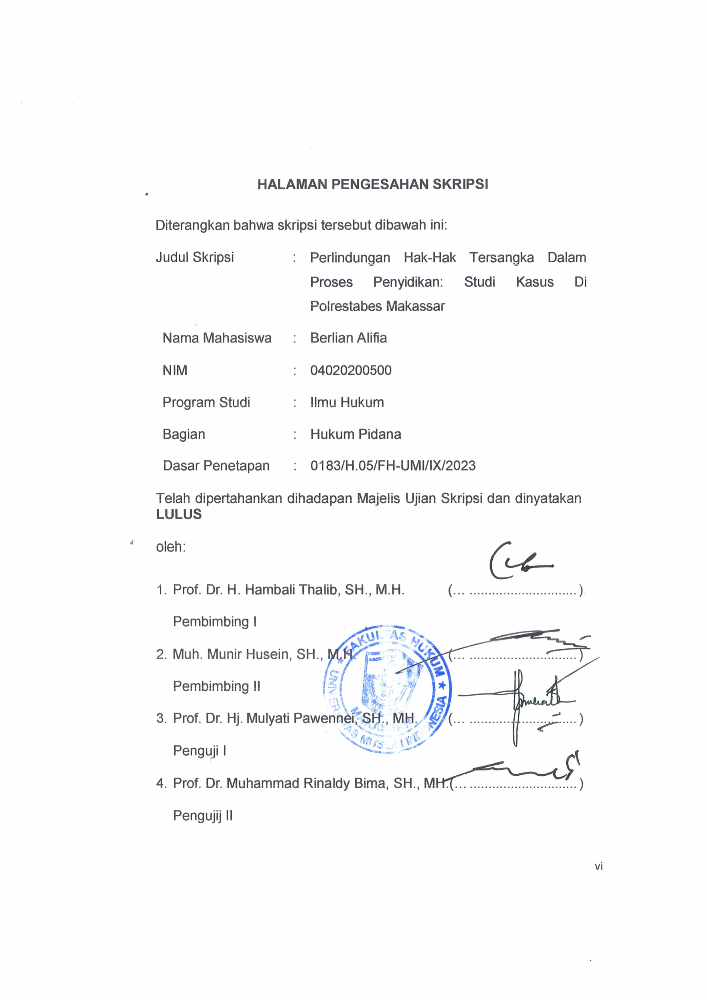 HALAMAN PENGESAHAN SKRIPSI
Diterangkan bahwa skripsi tersebut dibawah ini:
Judul Skripsi : Perlindungan Hak-Hak Tersangka Dalam
Proses Penyidikan: Studi Kasus Di
Polrestabes Makassar
Nama Mahasiswa : Berlian Alifia
NIM : 04020200500
Program Studi : Ilmu Hukum
Bagian : Hukum Pidana
Dasar Penetapan : 0183/H.05/FH-UMI/IX/2023
Telah dipertahankan dihadapan Majelis Ujian Skripsi dan dinyatakan
LULUS
oleh:
1. Prof. Dr. H. Hambali Thalib, SH., M.H. (... .............................)
Pembimbing I
2. Muh. Munir Husein, SH., M.H. (... .............................)
Pembimbing II
3. Prof. Dr. Hj. Mulyati Pawennei, SH., MH. (... .............................)
Penguji I
4. Prof. Dr. Muhammad Rinaldy Bima, SH., MH.(... .............................)
Pengujij II
FAKULTAS HUKUM
UNIVERSITAS MUSLIM INDONESIA
MAKASSAR
vi